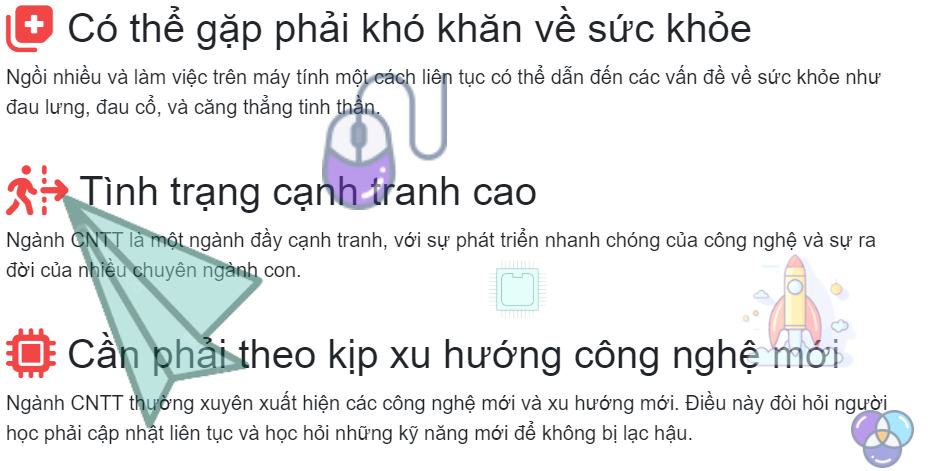 Có thể gặp phải khó khăn về sức khỏe
Ngồi nhiều và làm việc trên máy tính một cách liên tục có thể dẫn đến các vấn đề về sức khỏe như
đau lưng, đau cổ, và căng thẳng tinh thần.
Tình trạng cạnh tranh cao
Ngành CNTT là một ngành đầy cạnh tranh, với sự phát triển nhanh chóng của công nghệ và sự ra
đời của nhiều chuyên ngành con.
Cần phải theo kịp xu hướng công nghệ mới
Ngành CNTT thường xuyên xuất hiện các công nghệ mới và xu hướng mới. Điều này đòi hỏi người
học phải cập nhật liên tục và học hỏi những kỹ năng mới để không bị lạc hậu.